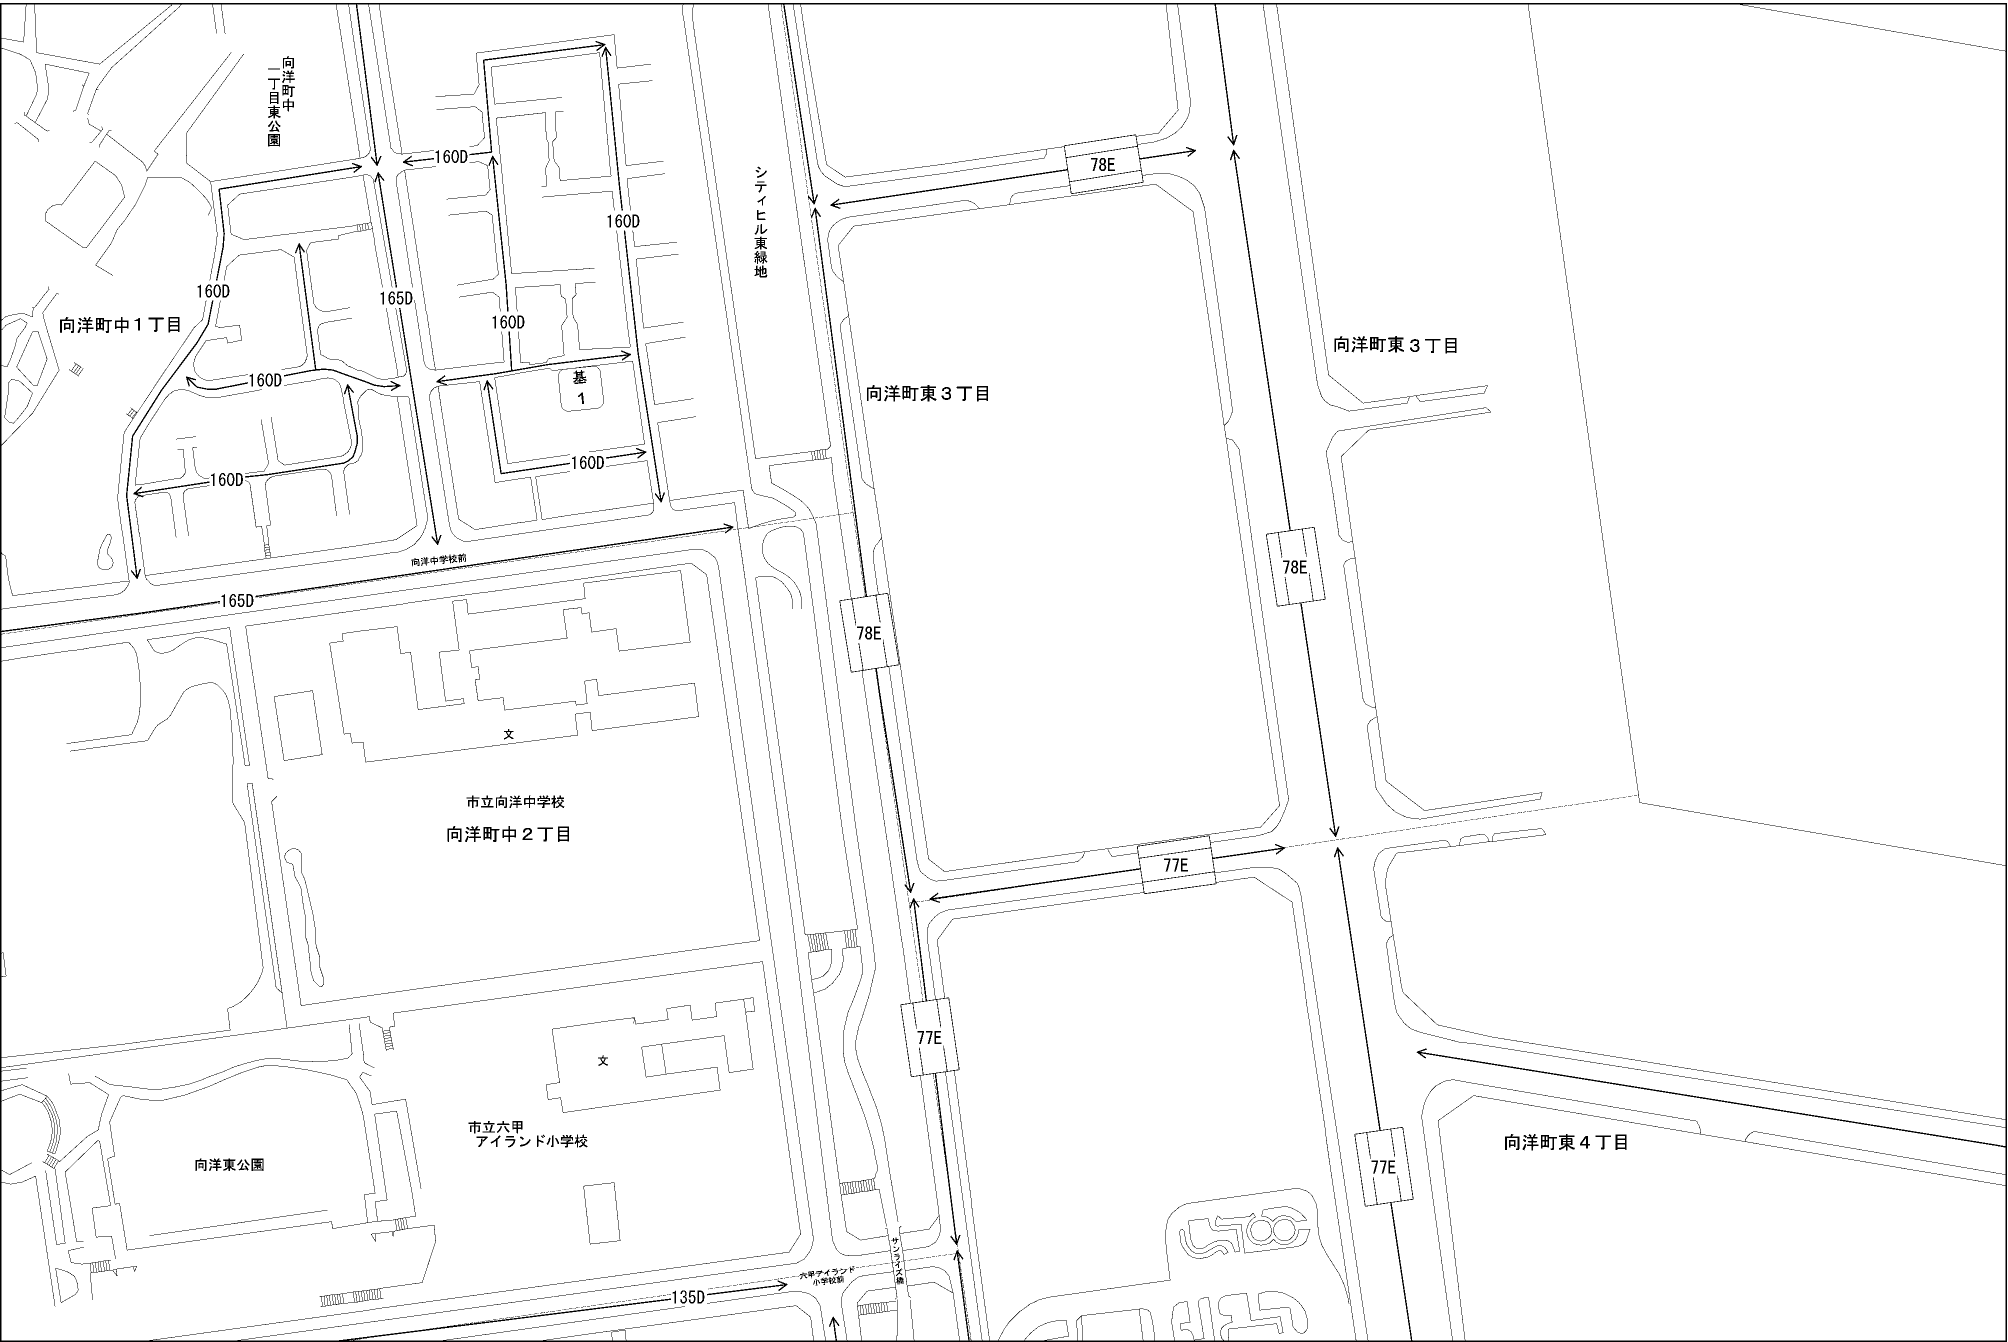 向洋町中
一丁目東公園
160D
78E
シティヒル東緑地
160D
160D
165D
160D
向洋町中1丁目
向洋町東3丁目
160D
基
1
向洋町東3丁目
160D
160D
向洋中学校前
78E
165D
78E
文
市立向洋中学校
向洋町中2丁目
77E
77E
文
市立六甲
アイランド小学校
向洋町東4丁目
向洋東公園
77E
サンライズ橋
六甲アイランド
小学校前
135D